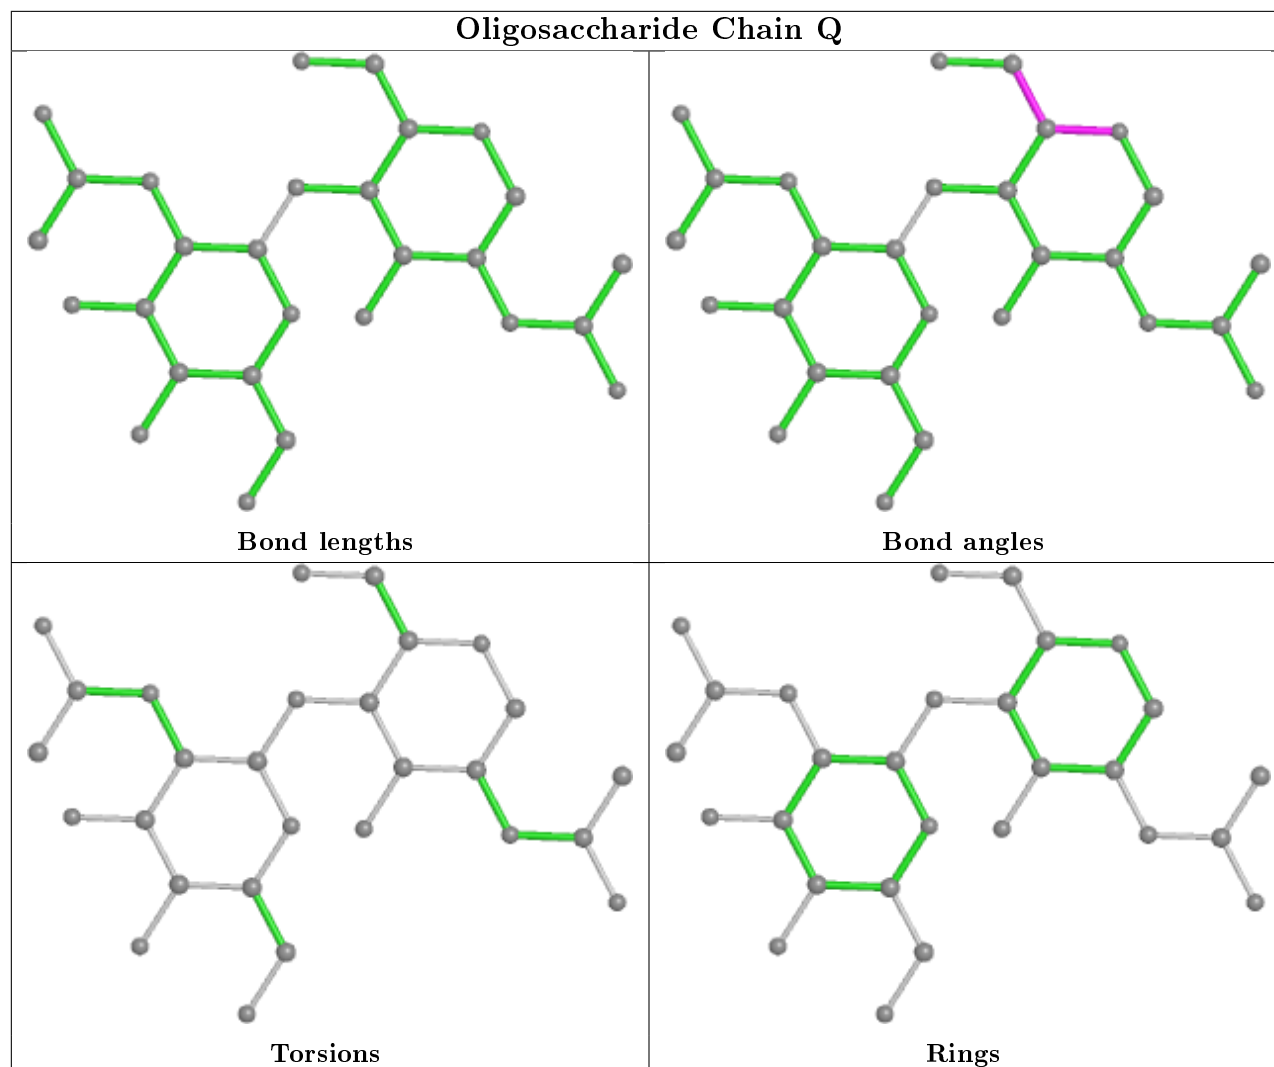 Oligosaccharide Chain Q
Bond lengths
Bond angles
Torsions
Rings